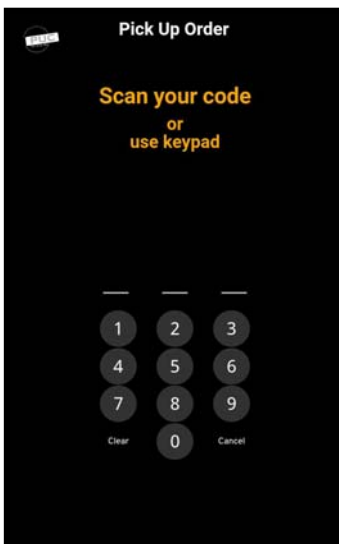 PUC
Pick Up Order
Scan your code
or
use keypad
1 2 3
4 5 6
7 8 9
Clear 0 Cancel